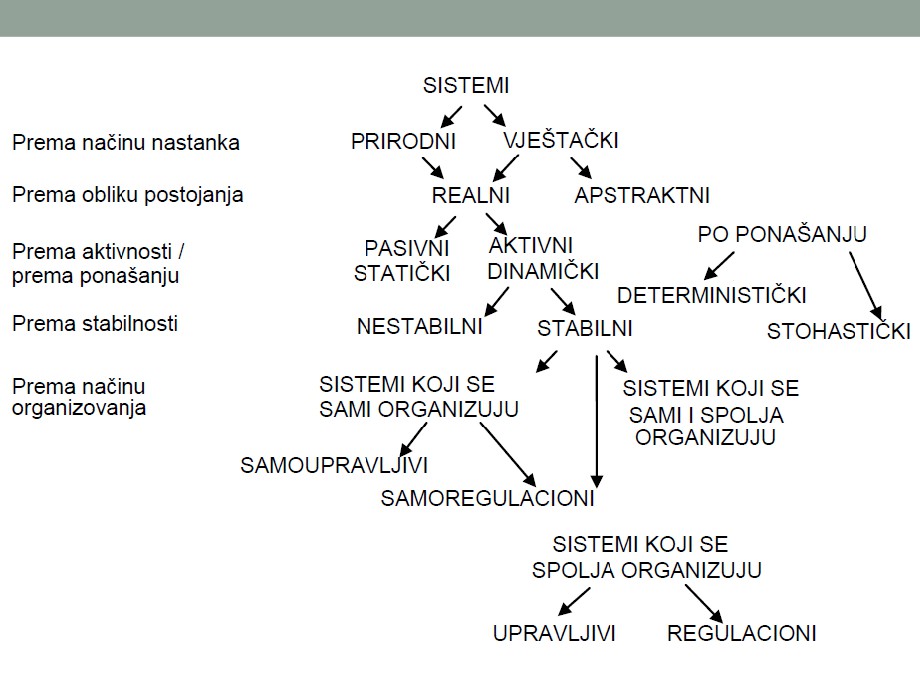 SISTEMI
Prema načinu nastanka
PRIRODNI
VJEŠTAČKI
Prema obliku postojanja
REALNI
APSTRAKTNI
Prema aktivnosti /
prema ponašanju
PASIVNI
STATIČKI
AKTIVNI
DINAMIČKI
PO PONAŠANJU
DETERMINISTIČKI
STOHASTIČKI
Prema stabilnosti
NESTABILNI
STABILNI
Prema načinu
organizovanja
SISTEMI KOJI SE
SAMI ORGANIZUJU
SISTEMI KOJI SE
SAMI I SPOLJA
ORGANIZUJU
SAMOUPRAVLJIVI
SAMOREGULACIONI
SISTEMI KOJI SE
SPOLJA ORGANIZUJU
UPRAVLJIVI
REGULACIONI